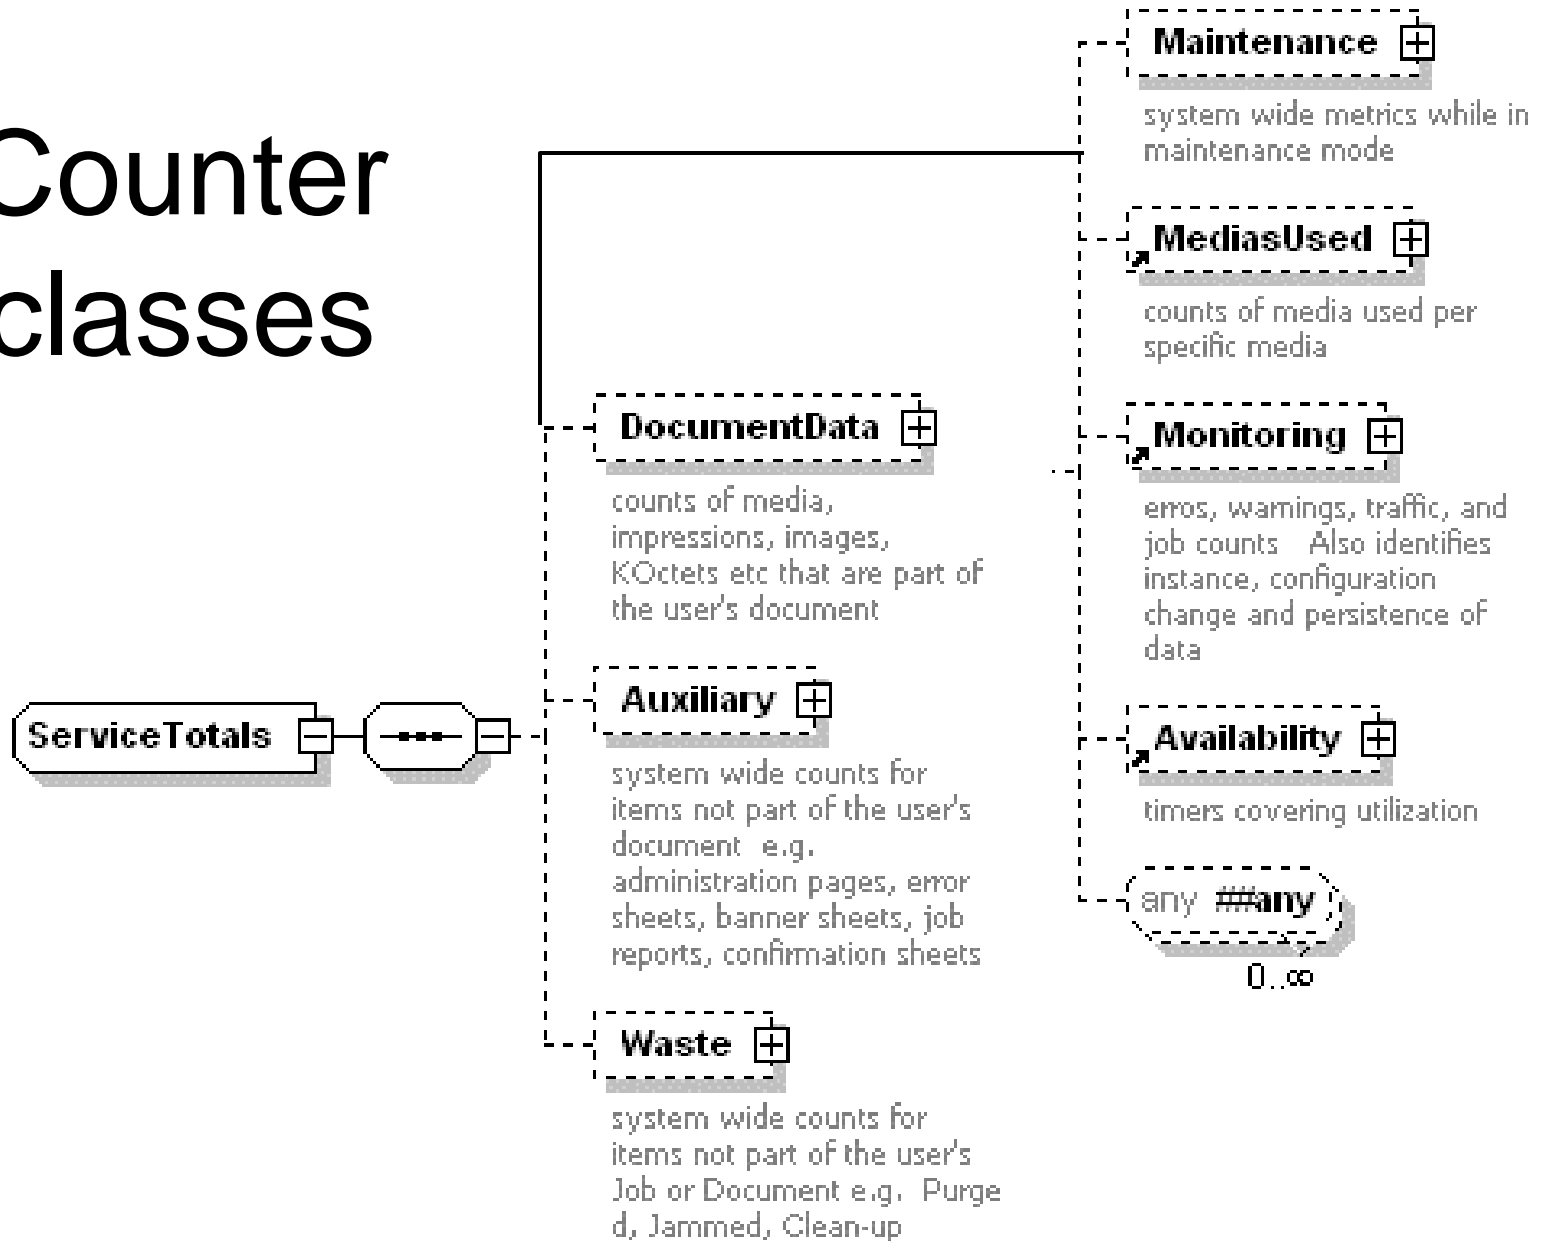 Counter
classes
ServiceTotals
DocumentData
counts of media,
impressions, images,
KOctets etc that are part of
the user's document
Auxiliary
system wide counts for
items not part of the user's
document e.g.
administration pages, error
sheets, banner sheets, job
reports, confirmation sheets
Waste
system wide counts for
items not part of the user's
Job or Document e.g. Purge
d, Jammed, Clean-up
Maintenance
system wide metrics while in
maintenance mode
MediasUsed
counts of media used per
specific media
Monitoring
erros, warnings, traffic, and
job counts Also identifies
instance, configuration
change and persistence of
data
Availability
timers covering utilization
any ##any
0..∞